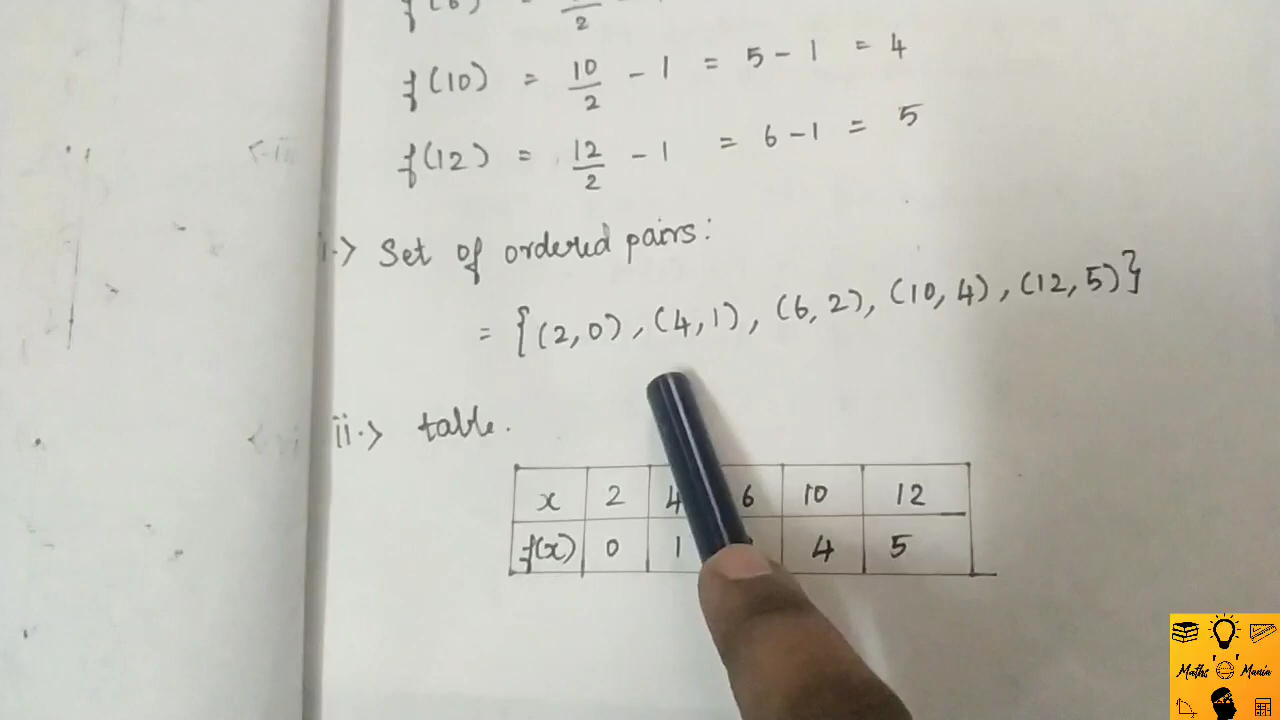 f(6) =   /2
f(10) = 10/2 - 1 = 5 - 1 = 4
f(12) = 12/2 - 1 = 6 - 1 = 5
i.> Set of ordered pairs:
= {(2,0), (4,1), (6,2), (10,4), (12,5)}
ii.> table.
x 2 4 6 10 12
f(x) 0 1 4 5
Maths Mania